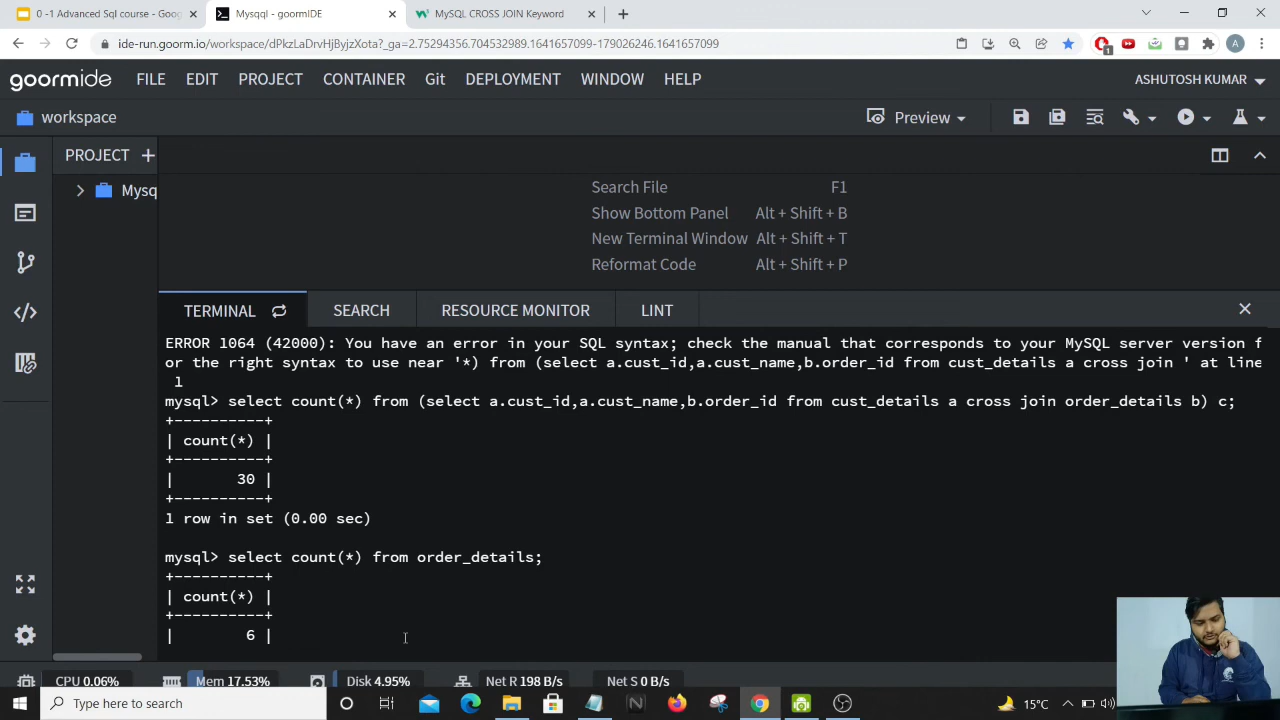 0 -1 Advanced Sql course - Goog
Mysqql - goormIDE
MySQL CROSS JOIN Keyword
ide-run.goorm.io/workspace/dPkzLaDrvHjByjzXotn?_ga=2.75294156.704532389.1641657099-179026246.1641657099
A
goormide FILE EDIT PROJECT CONTAINER Git DEPLOYMENT WINDOW HELP ASHUTOSH KUMAR
workspace Preview
PROJECT
Mysq
Search File F1
Show Bottom Panel Alt + Shift + B
New Terminal Window Alt + Shift + T
Reformat Code Alt + Shift + P
TERMINAL SEARCH RESOURCE MONITOR LINT
ERROR 1064 (42000): You have an error in your SQL syntax; check the manual that corresponds to your MySQL server version f
or the right syntax to use near '*) from (select a.cust_id,a.cust_name,b.order_id from cust_details a cross join ' at line
1
mysql> select count(*) from (select a.cust_id,a.cust_name,b.order_id from cust_details a cross join order_details b) c;
+----------+
| count(*) |
+----------+
|       30 |
+----------+
1 row in set (0.00 sec)
mysql> select count(*) from order_details;
+----------+
| count(*) |
+----------+
|        6 |
CPU 0.06% Mem 17.53% Disk 4.95% Net R 198 B/s Net S 0 B/s
Type here to search
15°C